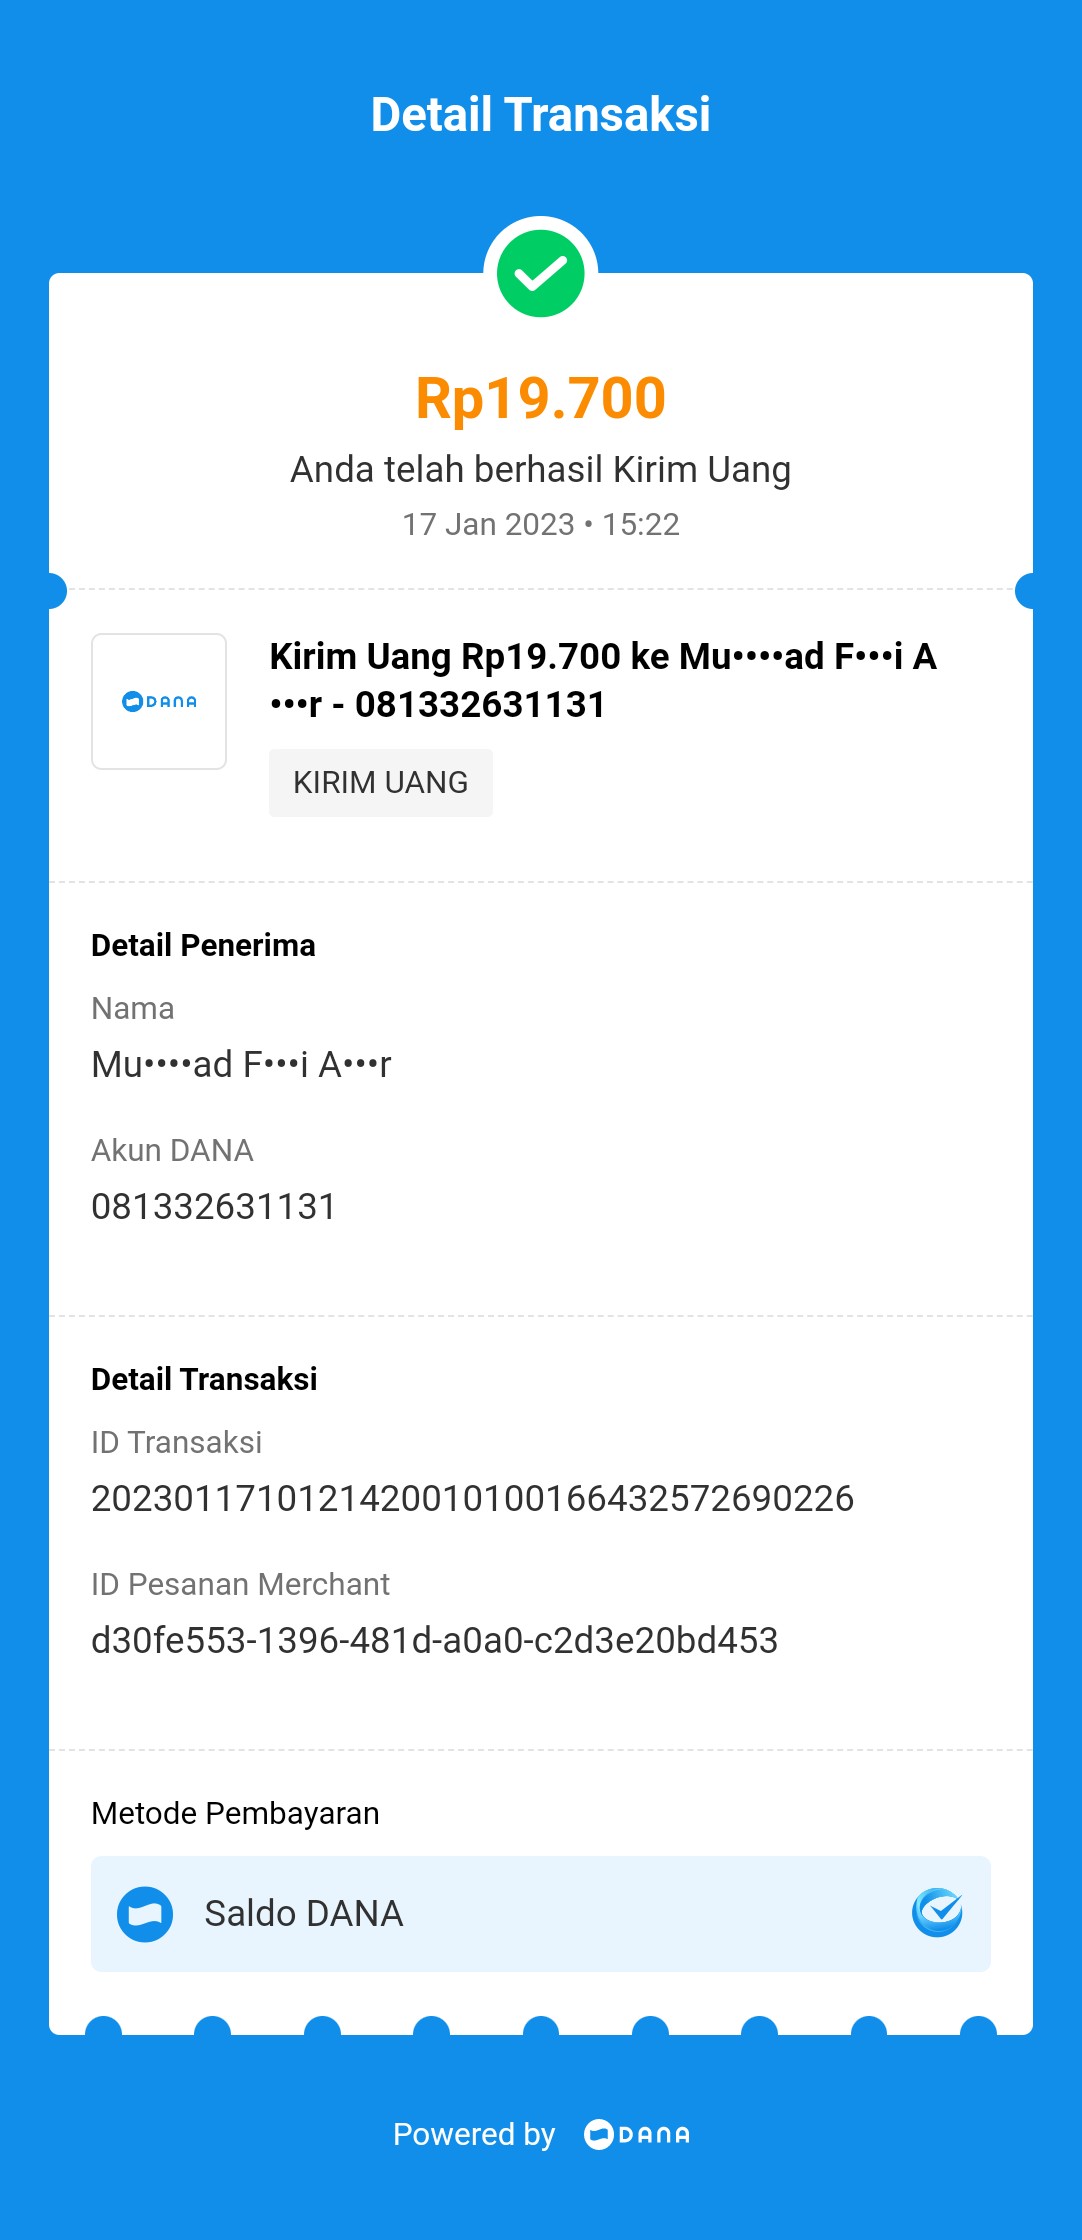 Detail Transaksi
Rp19.700
Anda telah berhasil Kirim Uang
17 Jan 2023 • 15:22
DANA
Kirim Uang Rp19.700 ke Mu••••ad F•••i A
•••r - 081332631131
KIRIM UANG
Detail Penerima
Nama
Mu••••ad F•••i A•••r
Akun DANA
081332631131
Detail Transaksi
ID Transaksi
2023011710121420010100166432572690226
ID Pesanan Merchant
d30fe553-1396-481d-a0a0-c2d3e20bd453
Metode Pembayaran
Saldo DANA
Powered by DANA